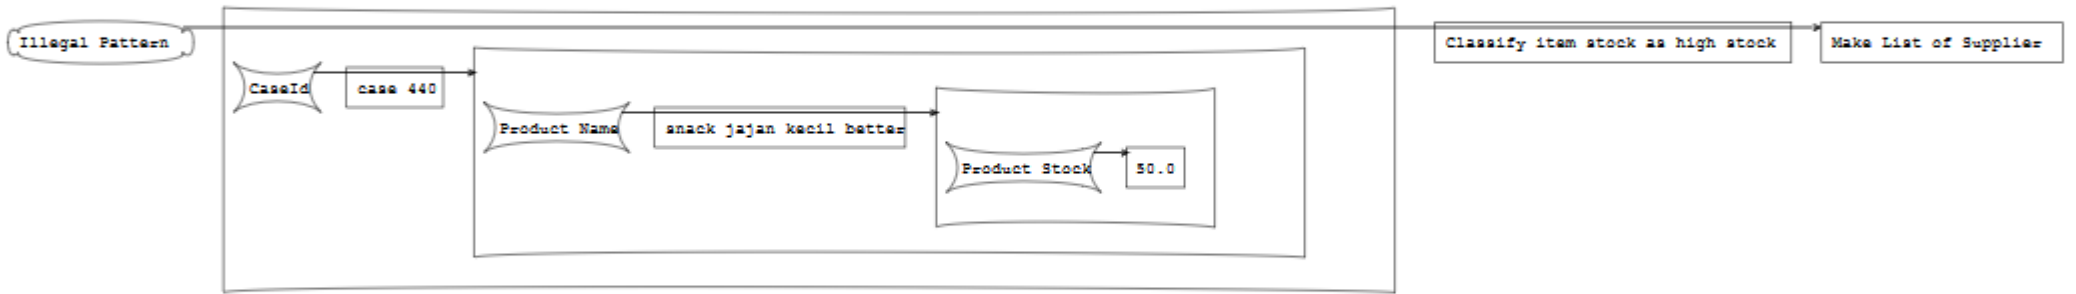 Illegal Pattern
CaseId
case 440
Product Name
snack jajan kecil better
Product Stock
50.0
Classify item stock as high stock
Make List of Supplier